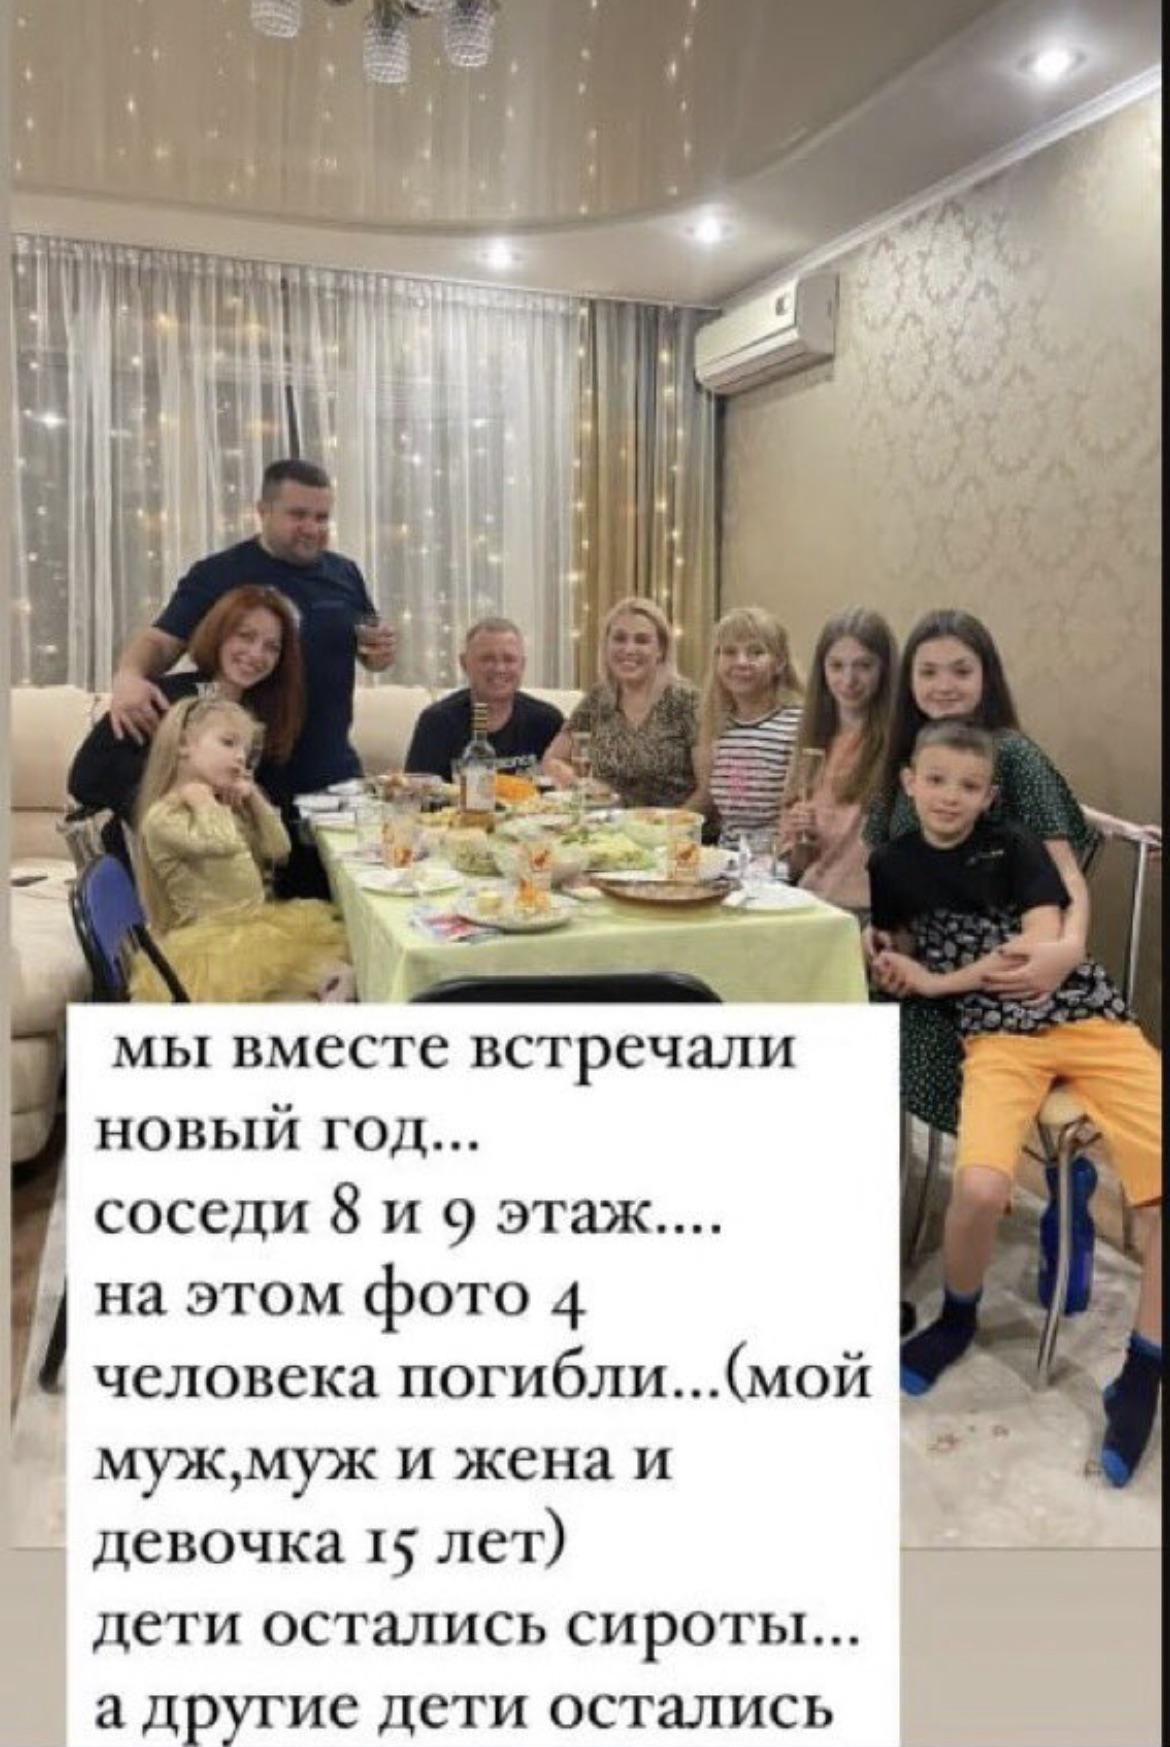 мы вместе встречали
новый год...
соседи 8 и 9 этаж....
на этом фото 4
человека погибли...(мой
муж,муж и жена и
девочка 15 лет)
дети остались сироты...
а другие дети остались